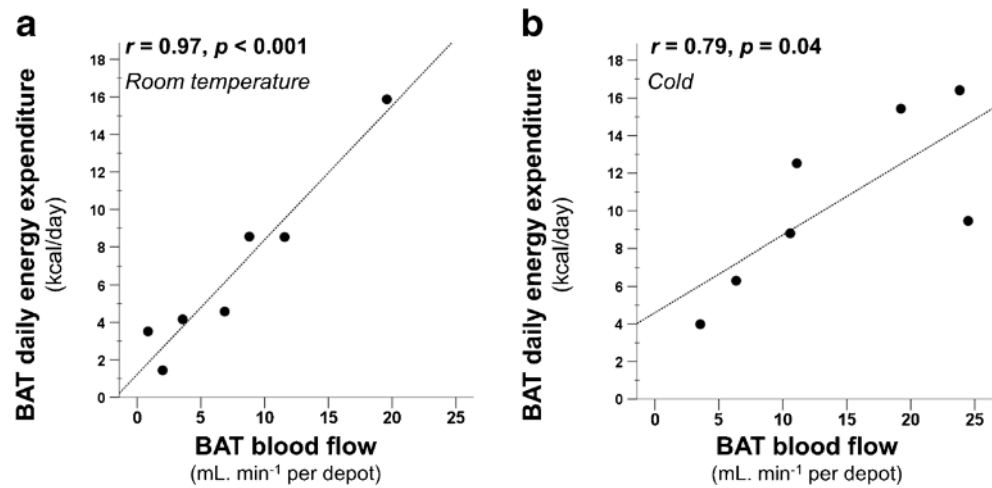 a
r = 0.97, p < 0.001
Room temperature
BAT daily energy expenditure
(kcal/day)
18
16
14
12
10
8
6
4
2
0
0 5 10 15 20 25
BAT blood flow
(mL. min⁻¹ per depot)
b
r = 0.79, p = 0.04
Cold
BAT daily energy expenditure
(kcal/day)
18
16
14
12
10
8
6
4
2
0
0 5 10 15 20 25
BAT blood flow
(mL. min⁻¹ per depot)